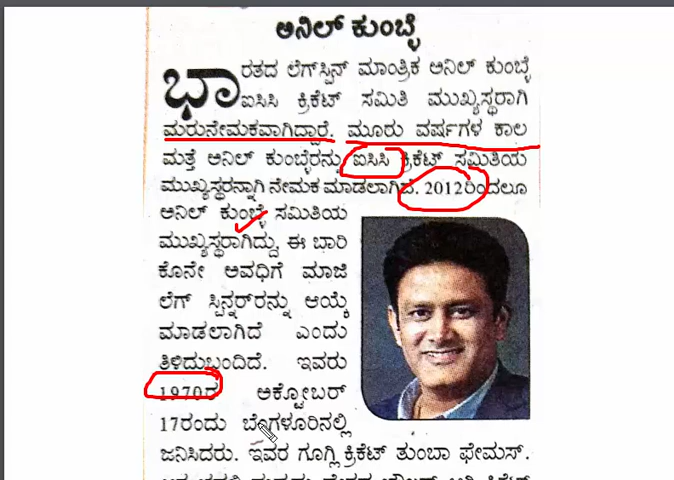 ಅನಿಲ್ ಕುಂಬ್ಳೆ
ಭಾರತದ ಲೆಗ್‌ಸ್ಪಿನ್ ಮಾಂತ್ರಿಕ ಅನಿಲ್ ಕುಂಬ್ಳೆ
ಐಸಿಸಿ ಕ್ರಿಕೆಟ್ ಸಮಿತಿ ಮುಖ್ಯಸ್ಥರಾಗಿ
ಮರುನೇಮಕವಾಗಿದ್ದಾರೆ. ಮೂರು ವರ್ಷಗಳ ಕಾಲ
ಮತ್ತೆ ಅನಿಲ್ ಕುಂಬ್ಳೆರನ್ನು ಐಸಿಸಿ ಕ್ರಿಕೆಟ್ ಸಮಿತಿಯ
ಮುಖ್ಯಸ್ಥರನ್ನಾಗಿ ನೇಮಕ ಮಾಡಲಾಗಿದೆ. 2012ರಿಂದಲೂ
ಅನಿಲ್ ಕುಂಬ್ಳೆ ಸಮಿತಿಯ
ಮುಖ್ಯಸ್ಥರಾಗಿದ್ದು, ಈ ಬಾರಿ
ಕೊನೇ ಅವಧಿಗೆ ಮಾಜಿ
ಲೆಗ್ ಸ್ಪಿನ್ನರ್‌ರನ್ನು ಆಯ್ಕೆ
ಮಾಡಲಾಗಿದೆ ಎಂದು
ತಿಳಿದುಬಂದಿದೆ. ಇವರು
1970ರ ಅಕ್ಟೋಬರ್
17ರಂದು ಬೆಂಗಳೂರಿನಲ್ಲಿ
ಜನಿಸಿದರು. ಇವರ ಗೂಗ್ಲಿ ಕ್ರಿಕೆಟ್ ತುಂಬಾ ಫೇಮಸ್.